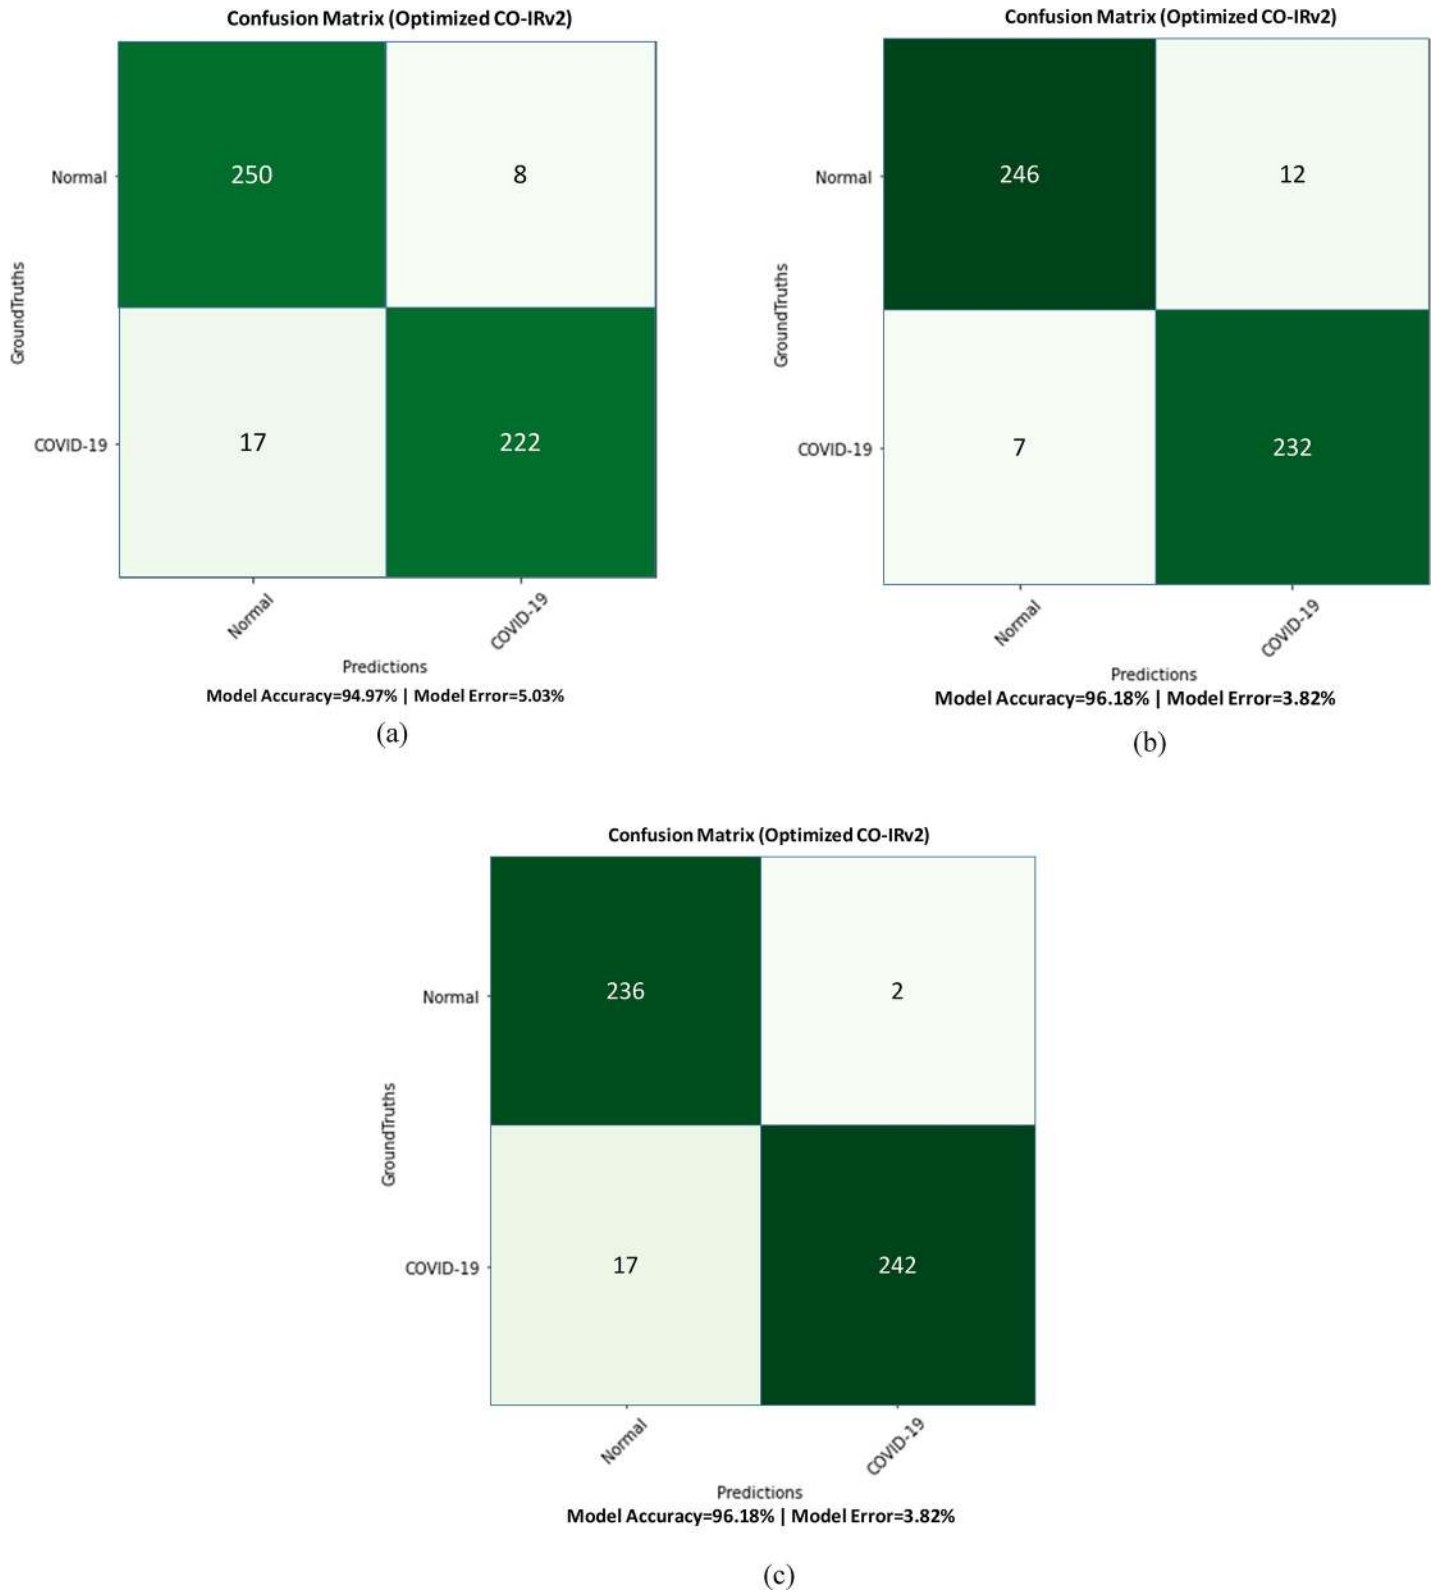 Confusion Matrix (Optimized CO-IRv2)
Normal
250
8
GroundTruths
COVID-19
17
222
Normal
COVID-19
Predictions
Model Accuracy=94.97% | Model Error=5.03%
(a)
Confusion Matrix (Optimized CO-IRv2)
Normal
246
12
GroundTruths
COVID-19
7
232
Normal
COVID-19
Predictions
Model Accuracy=96.18% | Model Error=3.82%
(b)
Confusion Matrix (Optimized CO-IRv2)
Normal
236
2
GroundTruths
COVID-19
17
242
Normal
COVID-19
Predictions
Model Accuracy=96.18% | Model Error=3.82%
(c)